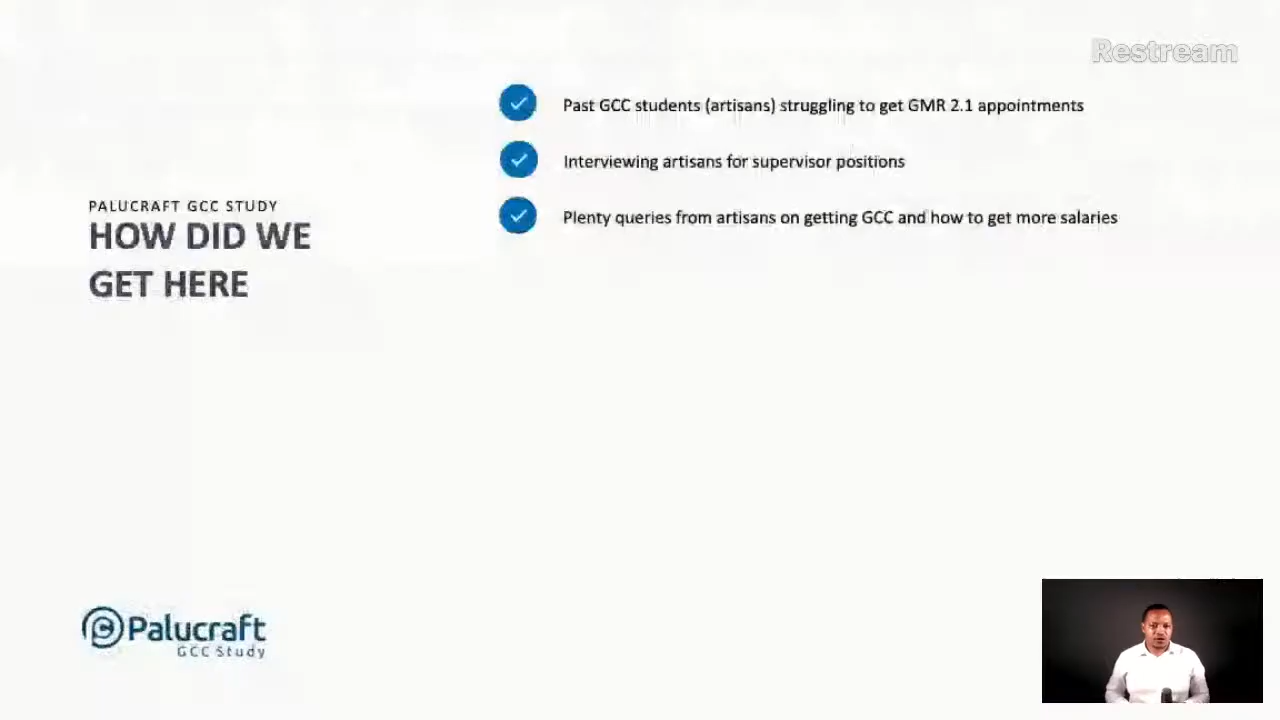 Restream
Past GCC students (artisans) struggling to get GMR 2.1 appointments
Interviewing artisans for supervisor positions
Plenty queries from artisans on getting GCC and how to get more salaries
PALUCRAFT GCC STUDY
HOW DID WE
GET HERE
Palucraft
GCC Study